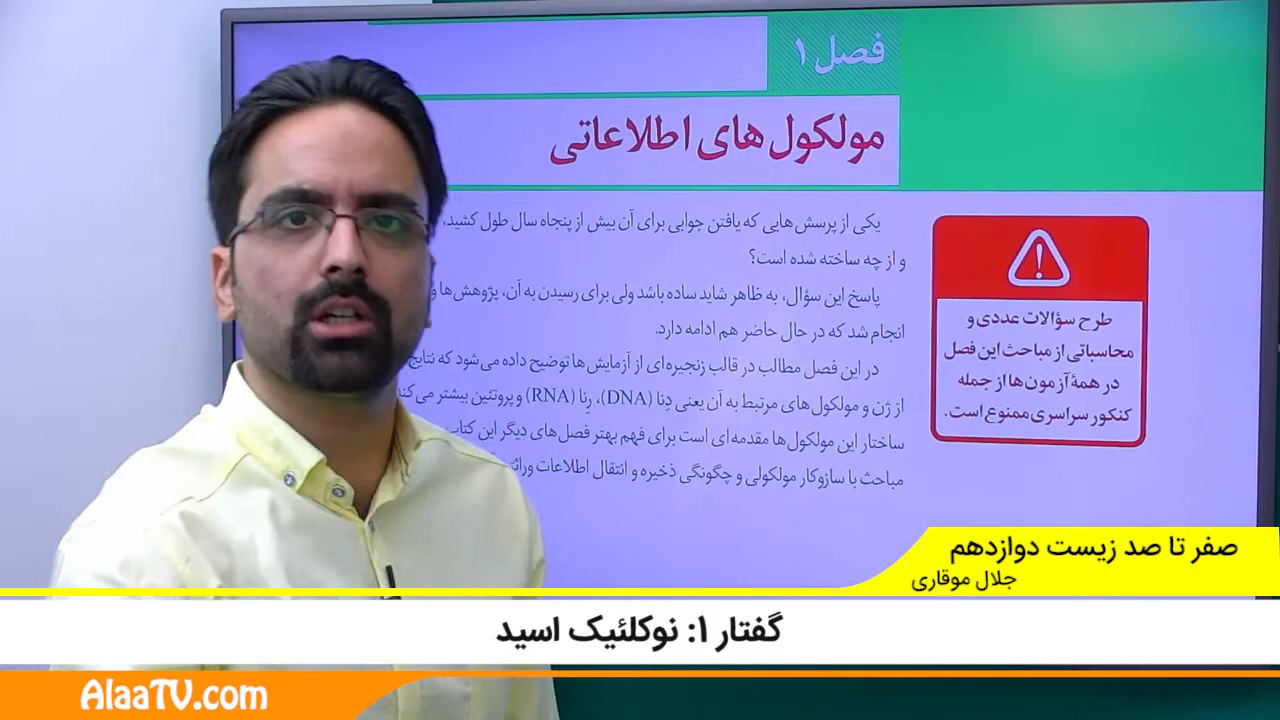 فصل ۱
مولکول های اطلاعاتی
یکی از پرسش هایی که یافتن جوابی برای آن بیش از پنجاه سال طول کشید،
و از چه ساخته شده است؟
پاسخ این سؤال، به ظاهر شاید ساده باشد ولی برای رسیدن به آن، پژوهش ها و
انجام شد که در حال حاضر هم ادامه دارد.
در این فصل مطالب در قالب زنجیره ای از آزمایش ها توضیح داده می شود که نتایج
از ژن و مولکول های مرتبط به آن یعنی دِنا (DNA)، رِنا (RNA) و پروتئین بیشتر می کند
ساختار این مولکول ها مقدمه ای است برای فهم بهتر فصل های دیگر این کتاب
مباحث با سازوکار مولکولی و چگونگی ذخیره و انتقال اطلاعات
طرح سؤالات عددی و
محاسباتی از مباحث این فصل
در همهٔ آزمون ها از جمله
کنکور سراسری ممنوع است.
صفر تا صد زیست دوازدهم
جلال موقاری
گفتار ۱: نوکلئیک اسید
AlaaTV.com